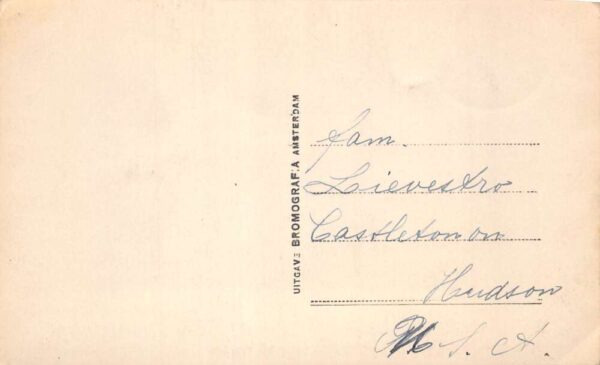 UITGAVE BROMOGRAFIA AMSTERDAM
fam.
Lievestro
Castleton on
Hudson
U. S. A.